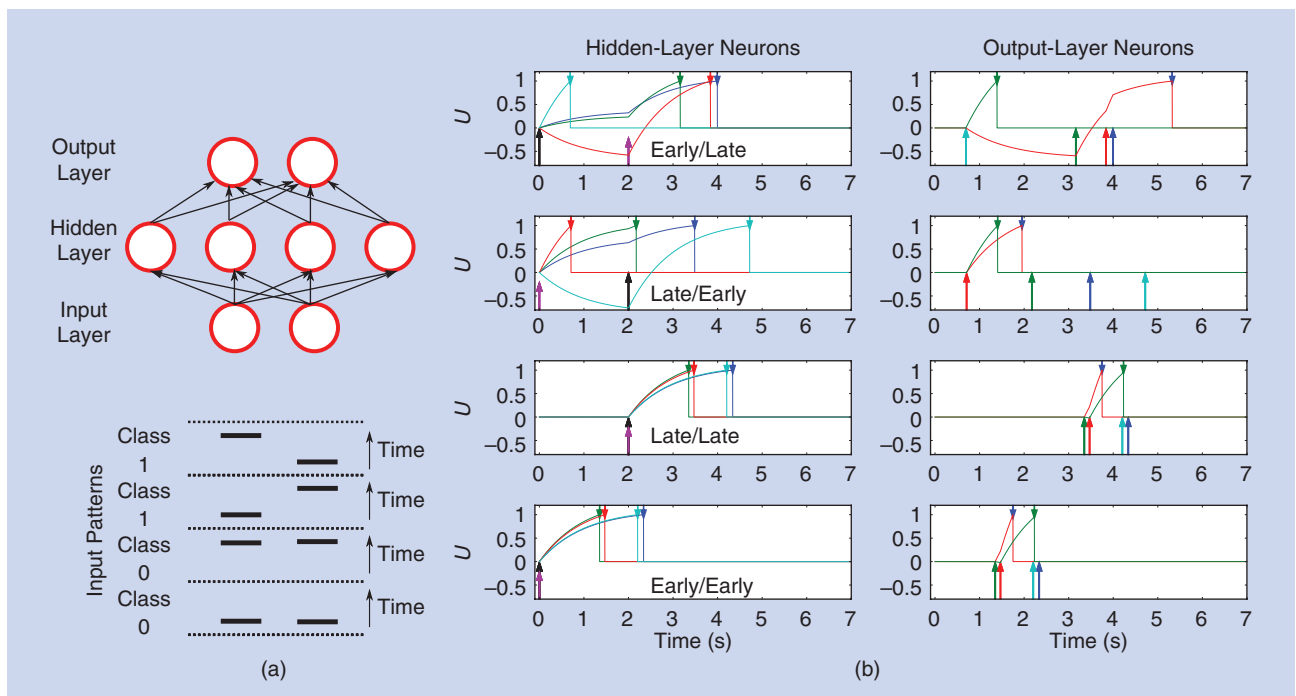 Output
Layer
Hidden
Layer
Input
Layer
Input Patterns
Class
1
Time
Class
1
Time
Class
0
Time
Class
0
Time
(a)
Hidden-Layer Neurons
Output-Layer Neurons
U
1
0.5
0
–0.5
Early/Late
0 1 2 3 4 5 6 7
1
0.5
0
–0.5
0 1 2 3 4 5 6 7
U
1
0.5
0
–0.5
Late/Early
0 1 2 3 4 5 6 7
1
0.5
0
–0.5
0 1 2 3 4 5 6 7
U
1
0.5
0
–0.5
Late/Late
0 1 2 3 4 5 6 7
1
0.5
0
–0.5
0 1 2 3 4 5 6 7
U
1
0.5
0
–0.5
Early/Early
0 1 2 3 4 5 6 7
Time (s)
1
0.5
0
–0.5
0 1 2 3 4 5 6 7
Time (s)
(b)